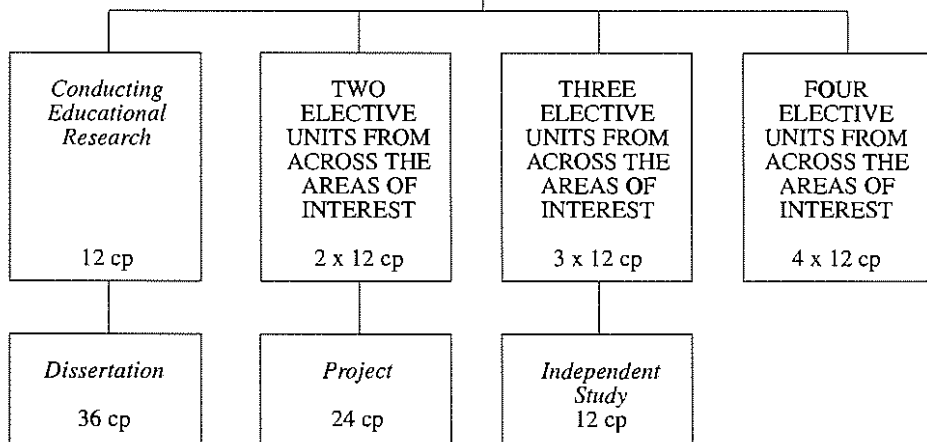 Conducting
Educational
Research
12 cp
TWO
ELECTIVE
UNITS FROM
ACROSS THE
AREAS OF
INTEREST
2 x 12 cp
THREE
ELECTIVE
UNITS FROM
ACROSS THE
AREAS OF
INTEREST
3 x 12 cp
FOUR
ELECTIVE
UNITS FROM
ACROSS THE
AREAS OF
INTEREST
4 x 12 cp
Dissertation
36 cp
Project
24 cp
Independent
Study
12 cp